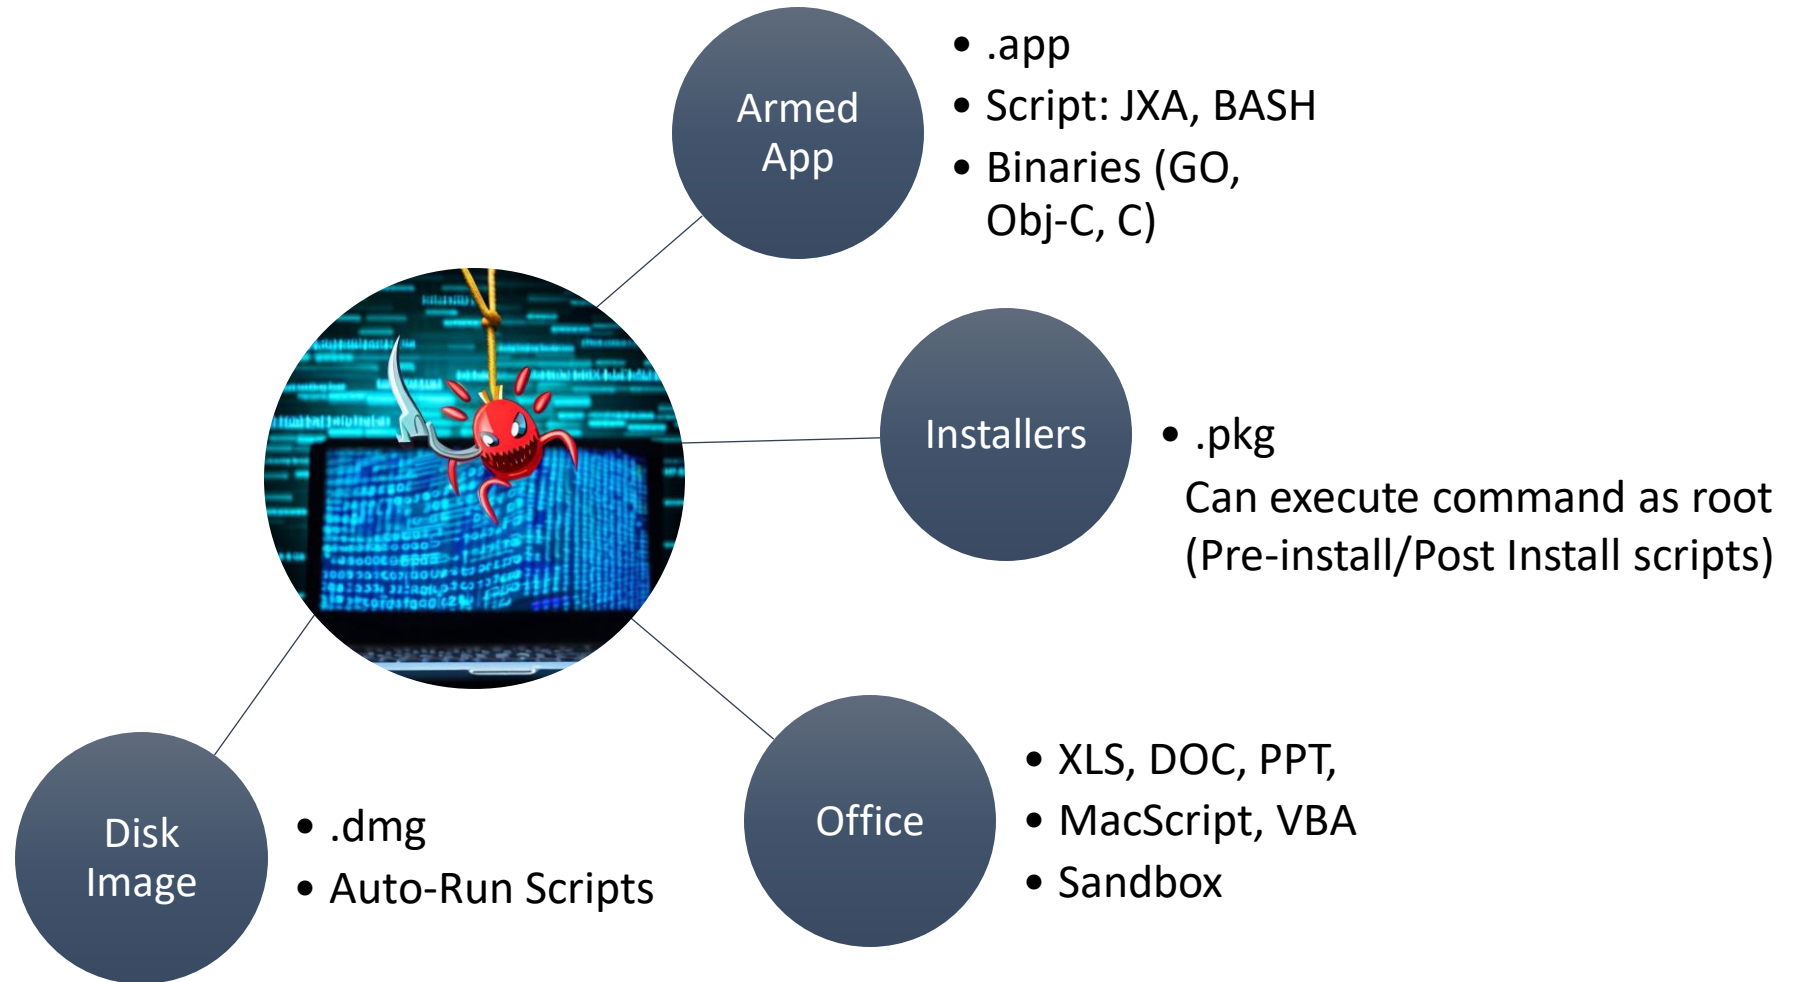 Armed
App
• .app
• Script: JXA, BASH
• Binaries (GO,
Obj-C, C)
Installers
• .pkg
Can execute command as root
(Pre-install/Post Install scripts)
Office
• XLS, DOC, PPT,
• MacScript, VBA
• Sandbox
Disk
Image
• .dmg
• Auto-Run Scripts